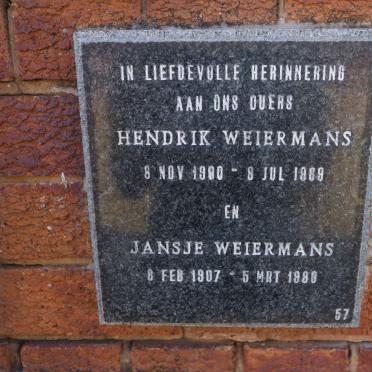 IN LIEFDEVOLLE HERINNERING
AAN ONS OUERS
HENDRIK WEIERMANS
8 NOV 1900 - 8 JUL 1989
EN
JANSJE WEIERMANS
6 FEB 1907 - 5 MRT 1998
57